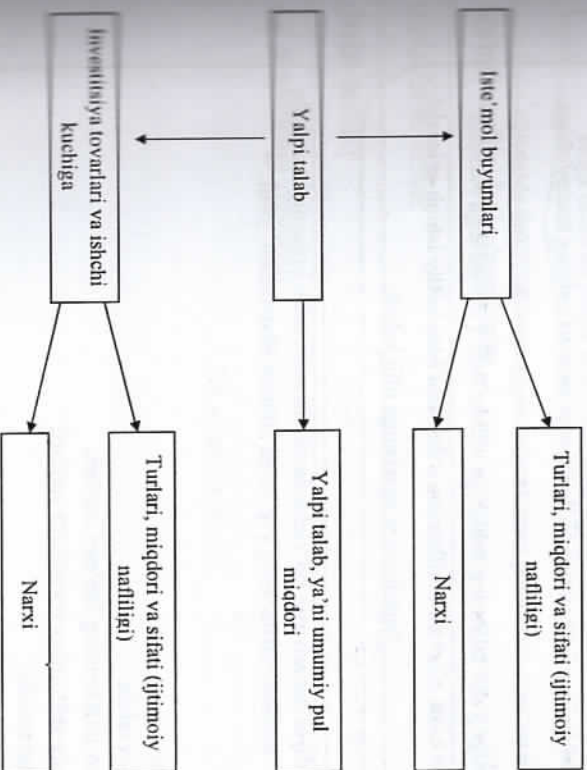 Iste’mol buyumlari
Turlari, miqdori va sifati (ijtimoiy
nafliligi)
Narxi
Yalpi talab
Yalpi talab, ya’ni umumiy pul
miqdori
Investitsiya tovarlari va ishchi
kuchiga
Turlari, miqdori va sifati (ijtimoiy
nafliligi)
Narxi